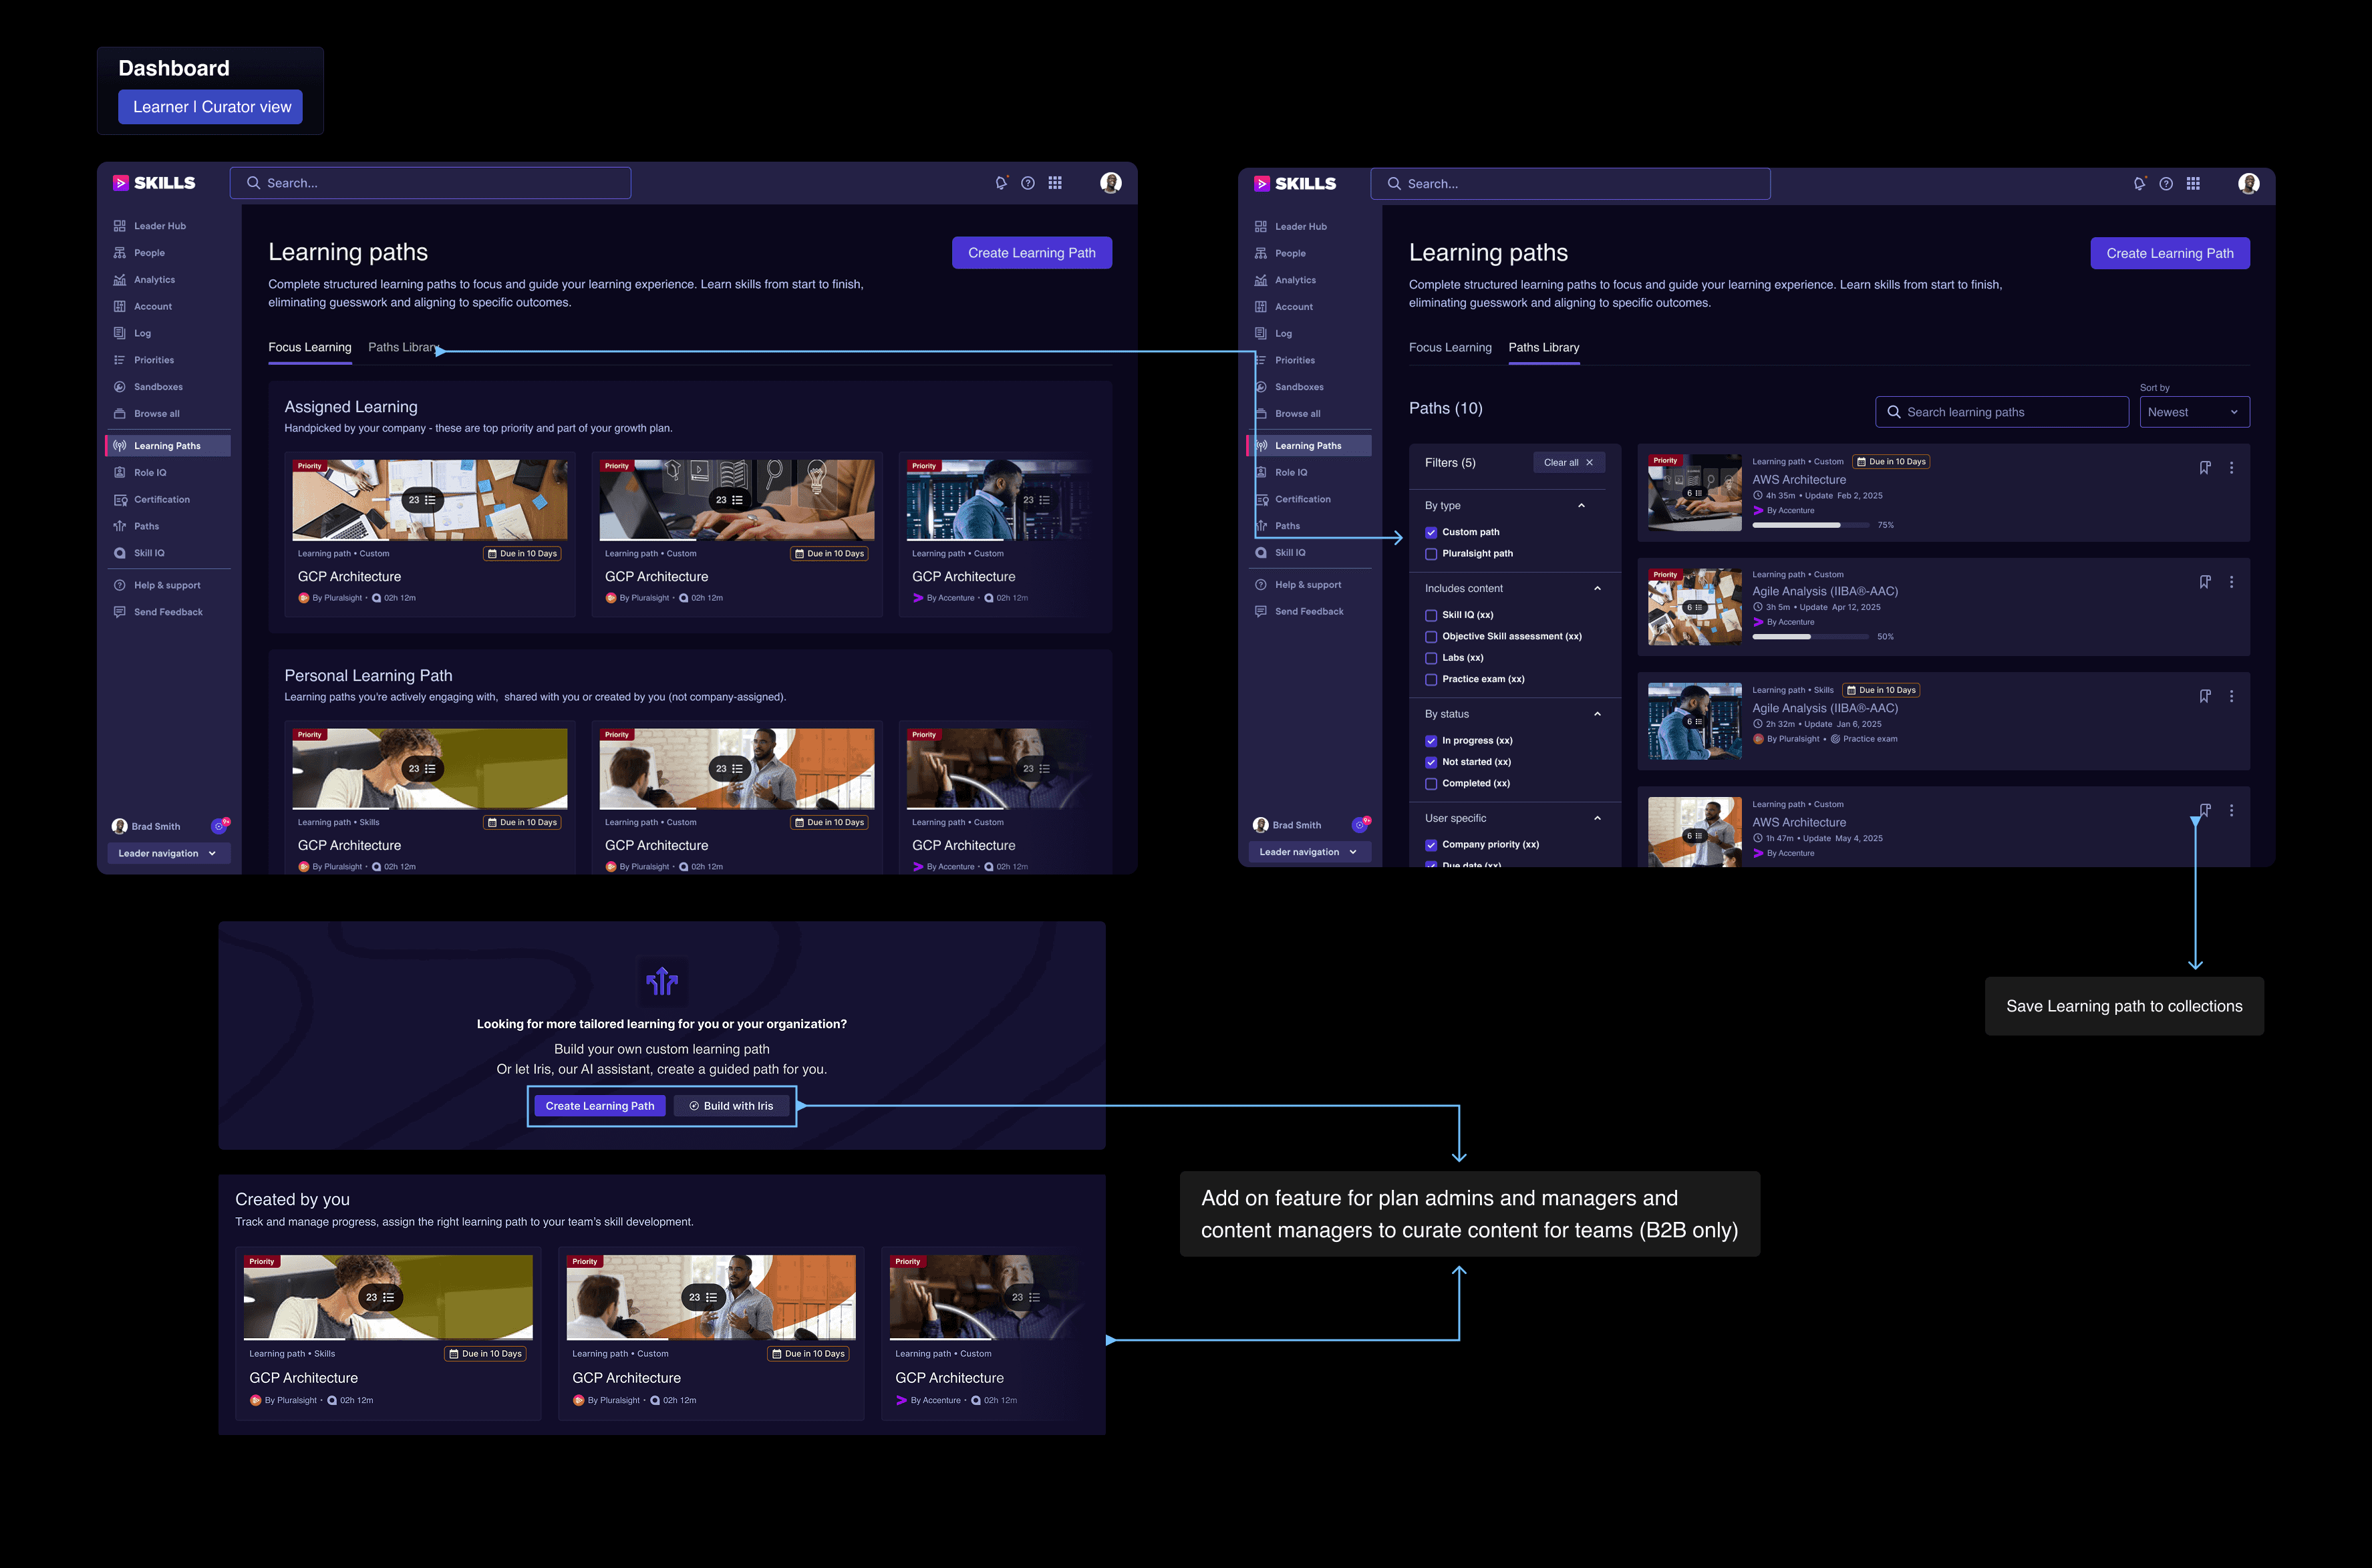 Dashboard
Learner | Curator view
SKILLS
Search...
Leader Hub
People
Analytics
Account
Log
Priorities
Sandboxes
Browse all
Learning Paths
Role IQ
Certification
Paths
Skill IQ
Help & support
Send Feedback
Brad Smith
9+
Leader navigation
Learning paths
Create Learning Path
Complete structured learning paths to focus and guide your learning experience. Learn skills from start to finish,
eliminating guesswork and aligning to specific outcomes.
Focus Learning
Paths Library
Assigned Learning
Handpicked by your company - these are top priority and part of your growth plan.
Priority
23
Learning path • Custom
Due in 10 Days
GCP Architecture
By Pluralsight • 02h 12m
Priority
23
Learning path • Custom
Due in 10 Days
GCP Architecture
By Pluralsight • 02h 12m
Priority
23
Learning path • Custom
GCP Architecture
By Accenture • 02h 12m
Personal Learning Path
Learning paths you're actively engaging with, shared with you or created by you (not company-assigned).
Priority
23
Learning path • Skills
Due in 10 Days
GCP Architecture
By Pluralsight • 02h 12m
Priority
23
Learning path • Custom
Due in 10 Days
GCP Architecture
By Pluralsight • 02h 12m
Priority
23
Learning path • Custom
GCP Architecture
By Accenture • 02h 12m
SKILLS
Search...
Leader Hub
People
Analytics
Account
Log
Priorities
Sandboxes
Browse all
Learning Paths
Role IQ
Certification
Paths
Skill IQ
Help & support
Send Feedback
Brad Smith
9+
Leader navigation
Learning paths
Create Learning Path
Complete structured learning paths to focus and guide your learning experience. Learn skills from start to finish,
eliminating guesswork and aligning to specific outcomes.
Focus Learning
Paths Library
Paths (10)
Search learning paths
Sort by
Newest
Filters (5)
Clear all
By type
Custom path
Pluralsight path
Includes content
Skill IQ (xx)
Objective Skill assessment (xx)
Labs (xx)
Practice exam (xx)
By status
In progress (xx)
Not started (xx)
Completed (xx)
User specific
Company priority (xx)
Due date (xx)
Priority
6
Learning path • Custom
Due in 10 Days
AWS Architecture
4h 35m • Update Feb 2, 2025
By Accenture
75%
Priority
6
Learning path • Custom
Agile Analysis (IIBA®-AAC)
3h 5m • Update Apr 12, 2025
By Accenture
50%
6
Learning path • Skills
Due in 10 Days
Agile Analysis (IIBA®-AAC)
2h 32m • Update Jan 6, 2025
By Pluralsight • Practice exam
6
Learning path • Custom
AWS Architecture
1h 47m • Update May 4, 2025
By Accenture
Save Learning path to collections
Looking for more tailored learning for you or your organization?
Build your own custom learning path
Or let Iris, our AI assistant, create a guided path for you.
Create Learning Path
Build with Iris
Add on feature for plan admins and managers and
content managers to curate content for teams (B2B only)
Created by you
Track and manage progress, assign the right learning path to your team's skill development.
Priority
23
Learning path • Skills
Due in 10 Days
GCP Architecture
By Pluralsight • 02h 12m
Priority
23
Learning path • Custom
Due in 10 Days
GCP Architecture
By Pluralsight • 02h 12m
Priority
23
Learning path • Custom
GCP Architecture
By Accenture • 02h 12m